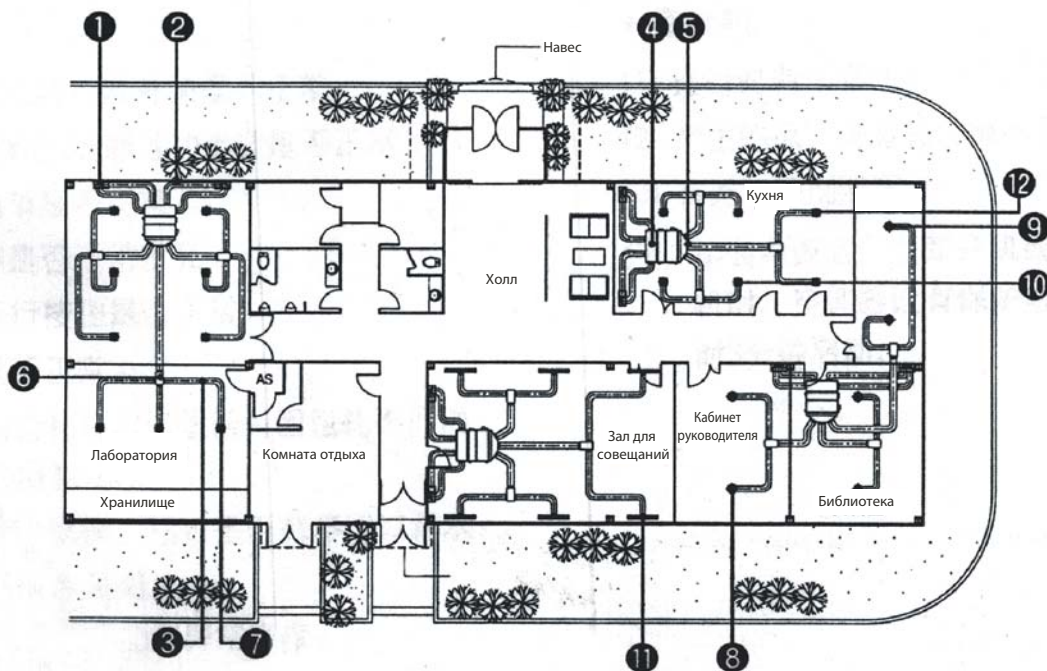 1 2 Навес 4 5
Кухня 12
9
Холл
10
6 AS
Кабинет
руководителя
Зал для
совещаний
Лаборатория Комната отдыха
Хранилище Библиотека
3 7 11 8